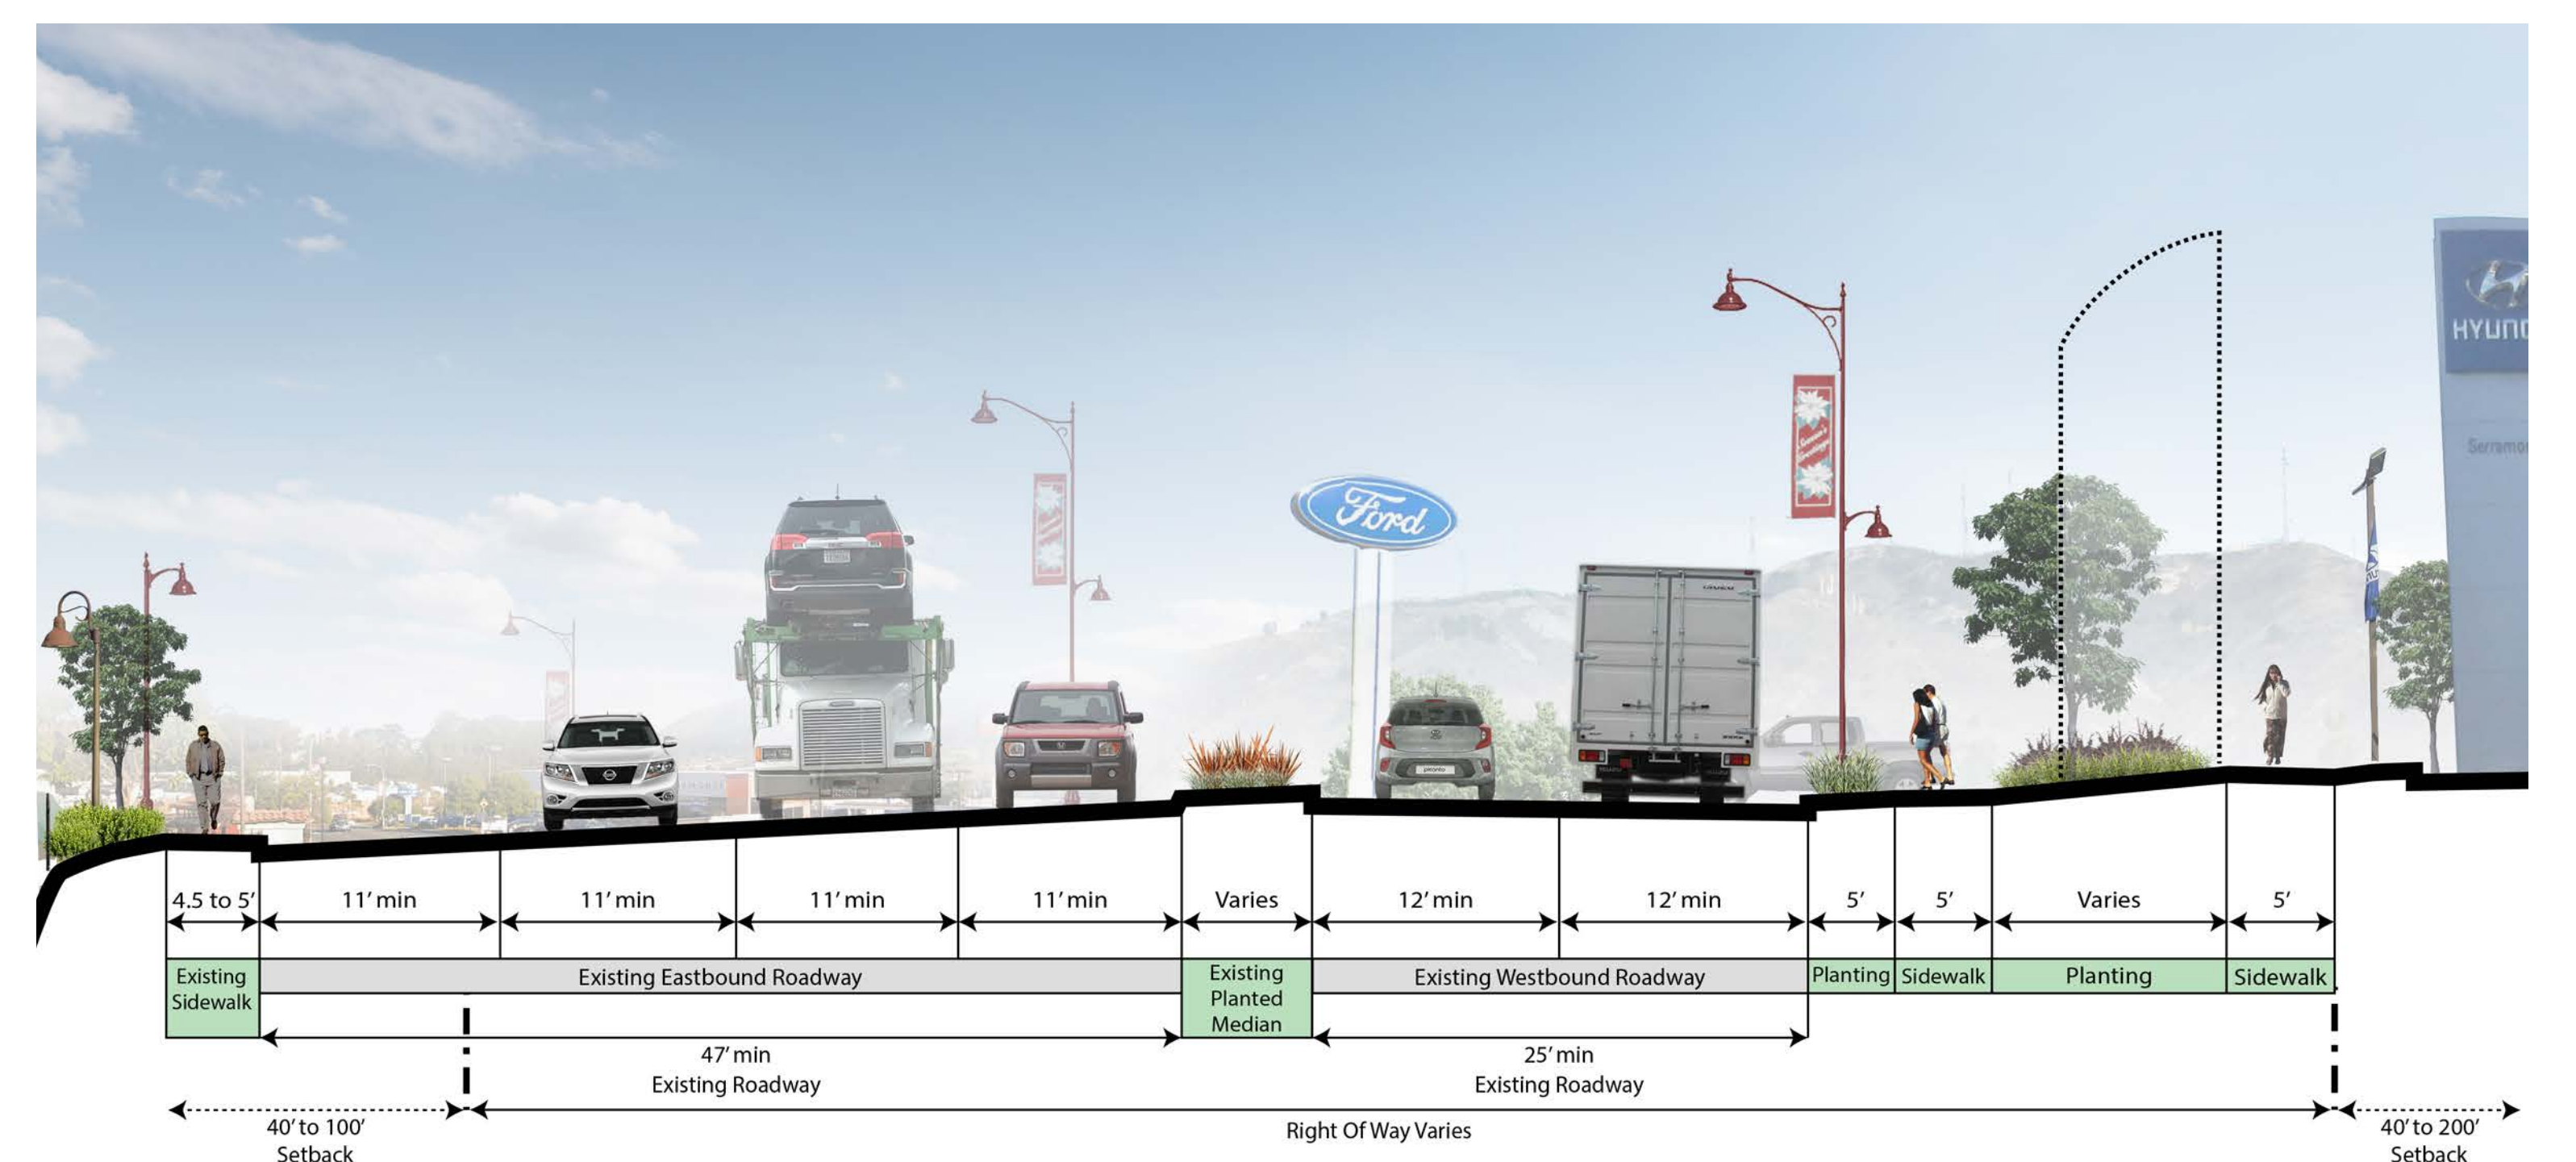 HYUND
Serramo
Ford
4.5 to 5'
11' min
11' min
11' min
11' min
Varies
12' min
12' min
5'
5'
Varies
5'
Existing
Sidewalk
Existing Eastbound Roadway
Existing
Planted
Median
Existing Westbound Roadway
Planting
Sidewalk
Planting
Sidewalk
47' min
Existing Roadway
25' min
Existing Roadway
40' to 100'
Setback
Right Of Way Varies
40' to 200'
Setback